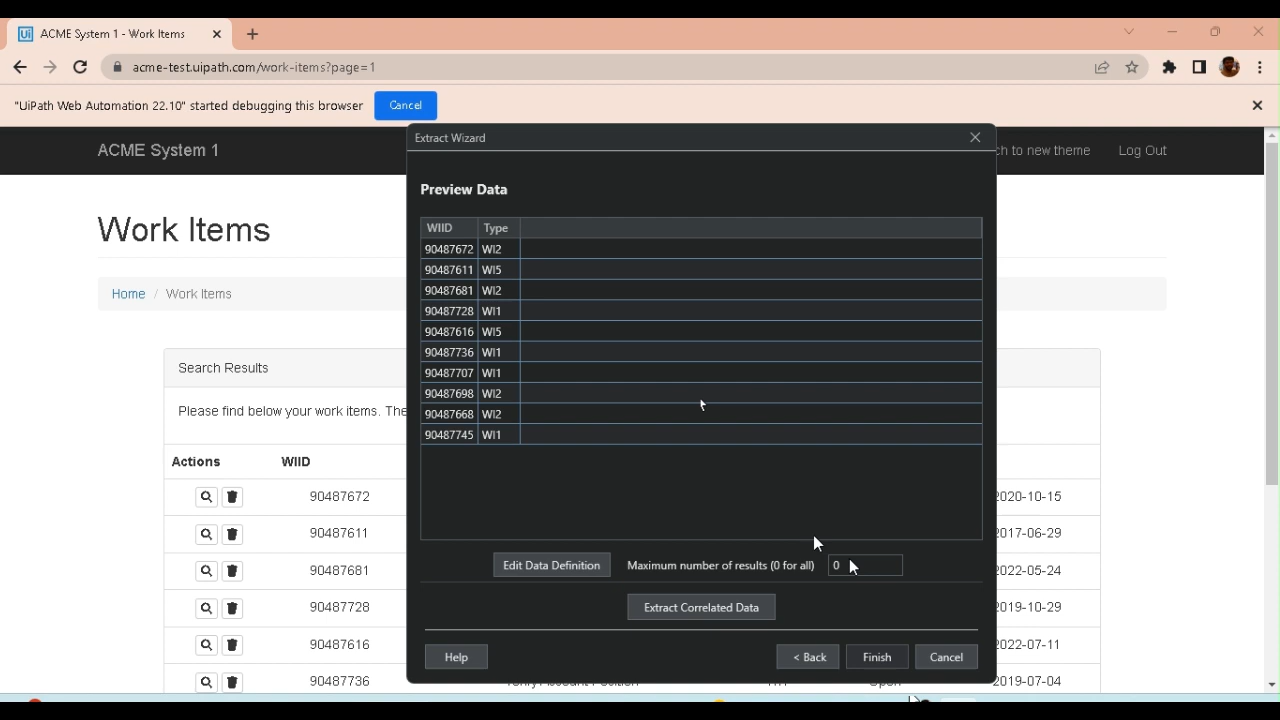 ACME System 1 - Work Items
acme-test.uipath.com/work-items?page=1
"UiPath Web Automation 22.10" started debugging this browser Cancel
ACME System 1
ch to new theme Log Out
Extract Wizard
Preview Data
WIID Type
90487672 WI2
90487611 WI5
90487681 WI2
90487728 WI1
90487616 WI5
90487736 WI1
90487707 WI1
90487698 WI2
90487668 WI2
90487745 WI1
Edit Data Definition Maximum number of results (0 for all) 0
Extract Correlated Data
Help < Back Finish Cancel
Work Items
Home / Work Items
Search Results
Please find below your work items. The
Actions WIID
90487672 2020-10-15
90487611 2017-06-29
90487681 2022-05-24
90487728 2019-10-29
90487616 2022-07-11
90487736 2019-07-04